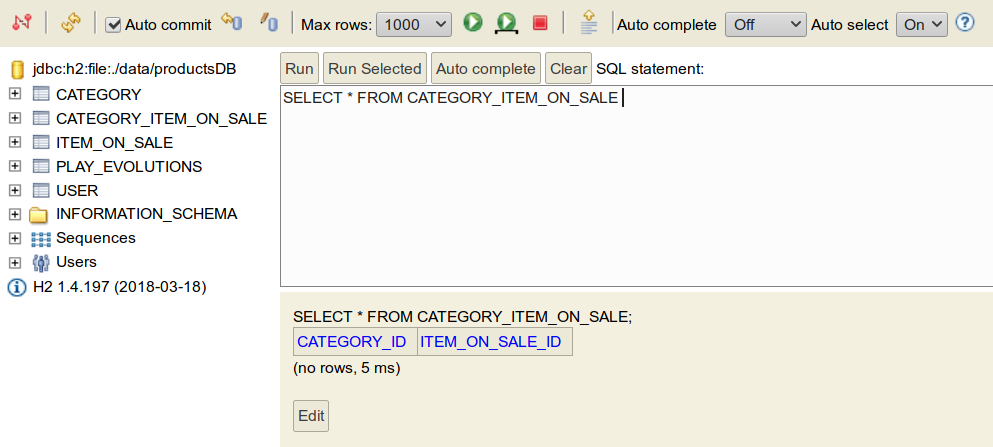 Auto commit Max rows: 1000 Auto complete Off Auto select On ?
jdbc:h2:file:./data/productsDB
CATEGORY
CATEGORY_ITEM_ON_SALE
ITEM_ON_SALE
PLAY_EVOLUTIONS
USER
INFORMATION_SCHEMA
Sequences
Users
H2 1.4.197 (2018-03-18)
Run Run Selected Auto complete Clear SQL statement:
SELECT * FROM CATEGORY_ITEM_ON_SALE
SELECT * FROM CATEGORY_ITEM_ON_SALE;
CATEGORY_ID ITEM_ON_SALE_ID
(no rows, 5 ms)
Edit